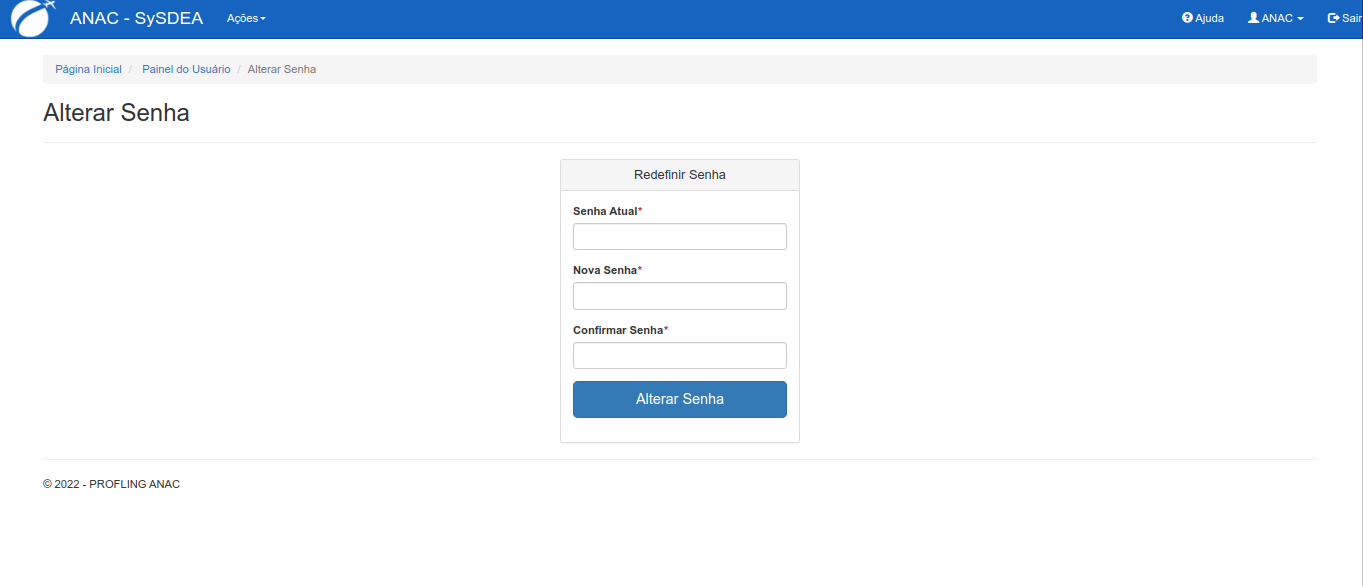 ANAC - SySDEA Ações Ajuda ANAC Sair
Página Inicial / Painel do Usuário / Alterar Senha
Alterar Senha
Redefinir Senha
Senha Atual*
Nova Senha*
Confirmar Senha*
Alterar Senha
© 2022 - PROFLING ANAC